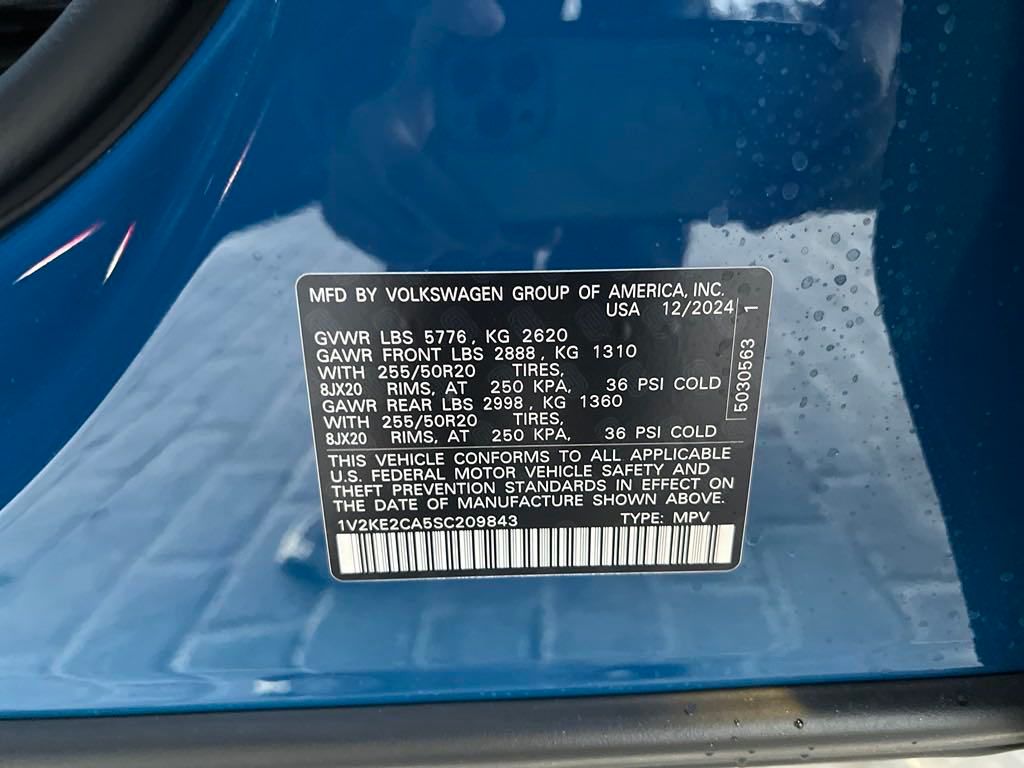 MFD BY VOLKSWAGEN GROUP OF AMERICA, INC.
USA 12/2024
GVWR LBS 5776, KG 2620
GAWR FRONT LBS 2888, KG 1310
WITH 255/50R20 TIRES,
8JX20 RIMS, AT 250 KPA, 36 PSI COLD
GAWR REAR LBS 2998, KG 1360
WITH 255/50R20 TIRES,
8JX20 RIMS, AT 250 KPA, 36 PSI COLD
5030563 1
THIS VEHICLE CONFORMS TO ALL APPLICABLE
U.S. FEDERAL MOTOR VEHICLE SAFETY AND
THEFT PREVENTION STANDARDS IN EFFECT ON
THE DATE OF MANUFACTURE SHOWN ABOVE.
1V2KE2CA5SC209843 TYPE: MPV